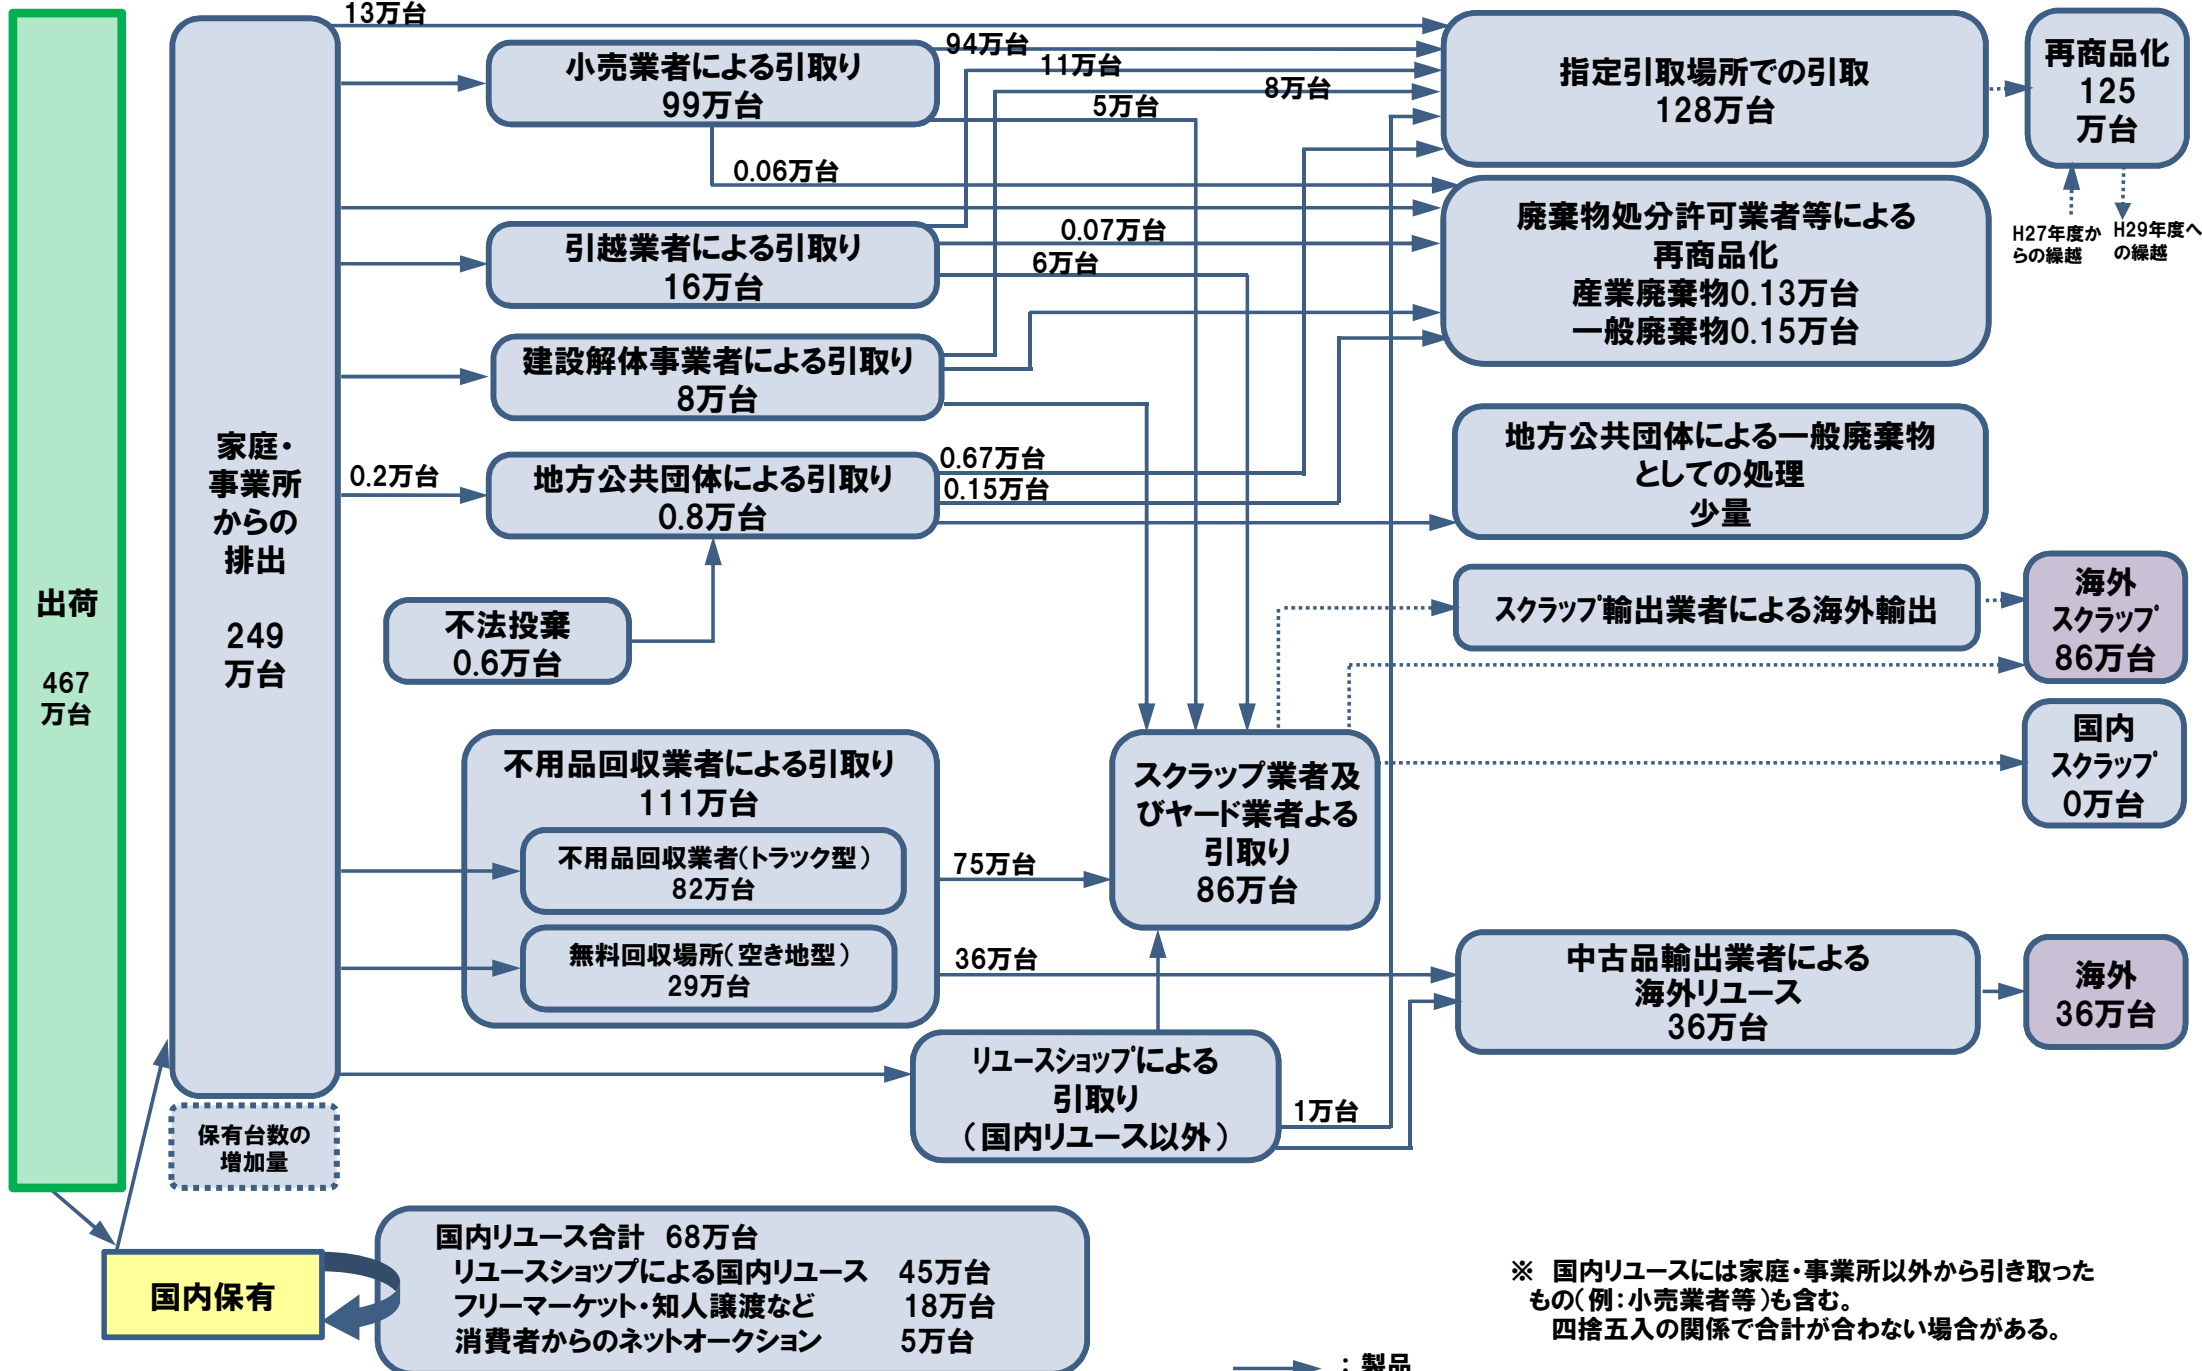 出荷
467
万台
家庭・
事業所
からの
排出
249
万台
保有台数の
増加量
国内保有
13万台
小売業者による引取り
99万台
94万台
11万台
8万台
5万台
0.06万台
引越業者による引取り
16万台
0.07万台
6万台
建設解体事業者による引取り
8万台
0.2万台
地方公共団体による引取り
0.8万台
0.67万台
0.15万台
不法投棄
0.6万台
不用品回収業者による引取り
111万台
不用品回収業者(トラック型)
82万台
無料回収場所(空き地型)
29万台
75万台
36万台
スクラップ業者及
びヤード業者よる
引取り
86万台
リユースショップによる
引取り
(国内リユース以外)
1万台
指定引取場所での引取
128万台
再商品化
125
万台
H27年度か
らの繰越
H29年度へ
の繰越
廃棄物処分許可業者等による
再商品化
産業廃棄物0.13万台
一般廃棄物0.15万台
地方公共団体による一般廃棄物
としての処理
少量
スクラップ輸出業者による海外輸出
海外
スクラップ
86万台
国内
スクラップ
0万台
中古品輸出業者による
海外リユース
36万台
海外
36万台
国内リユース合計 68万台
リユースショップによる国内リユース 45万台
フリーマーケット・知人譲渡など 18万台
消費者からのネットオークション 5万台
※ 国内リユースには家庭・事業所以外から引き取った
もの(例:小売業者等)も含む。
四捨五入の関係で合計が合わない場合がある。
:製品